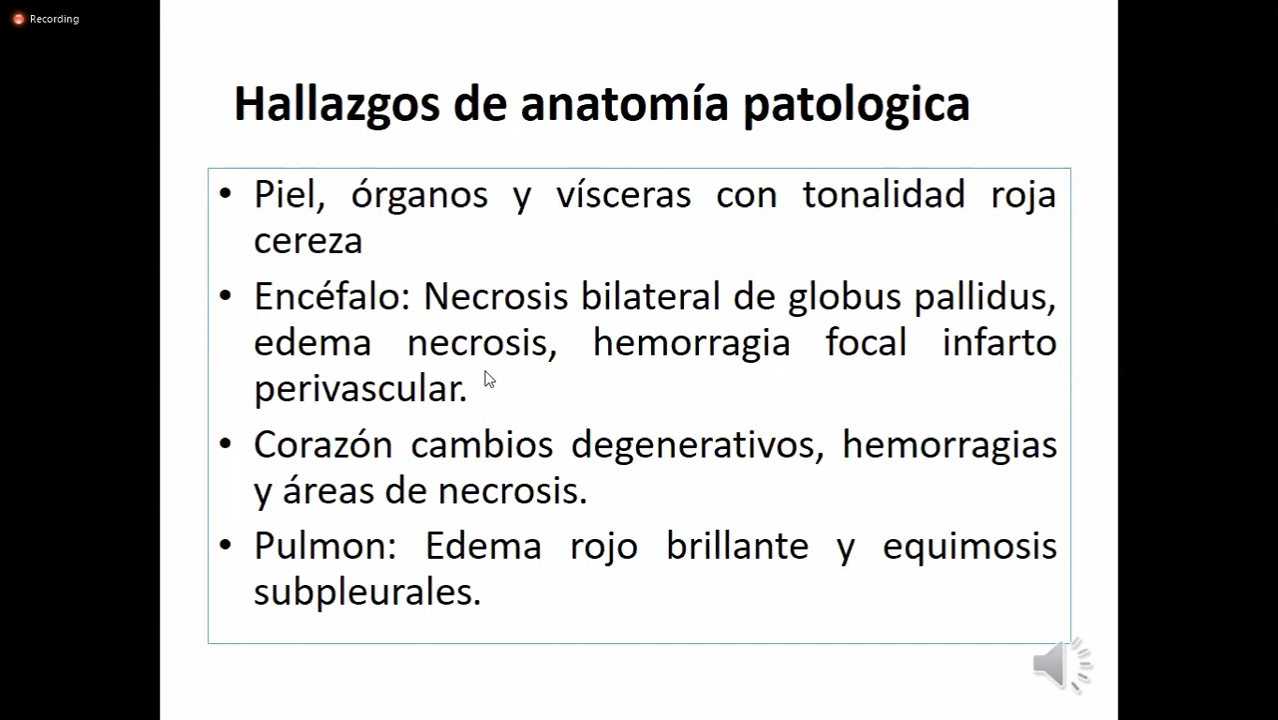 Recording
Hallazgos de anatomía patologica
• Piel, órganos y vísceras con tonalidad roja
cereza
• Encéfalo: Necrosis bilateral de globus pallidus,
edema necrosis, hemorragia focal infarto
perivascular.
• Corazón cambios degenerativos, hemorragias
y áreas de necrosis.
• Pulmon: Edema rojo brillante y equimosis
subpleurales.